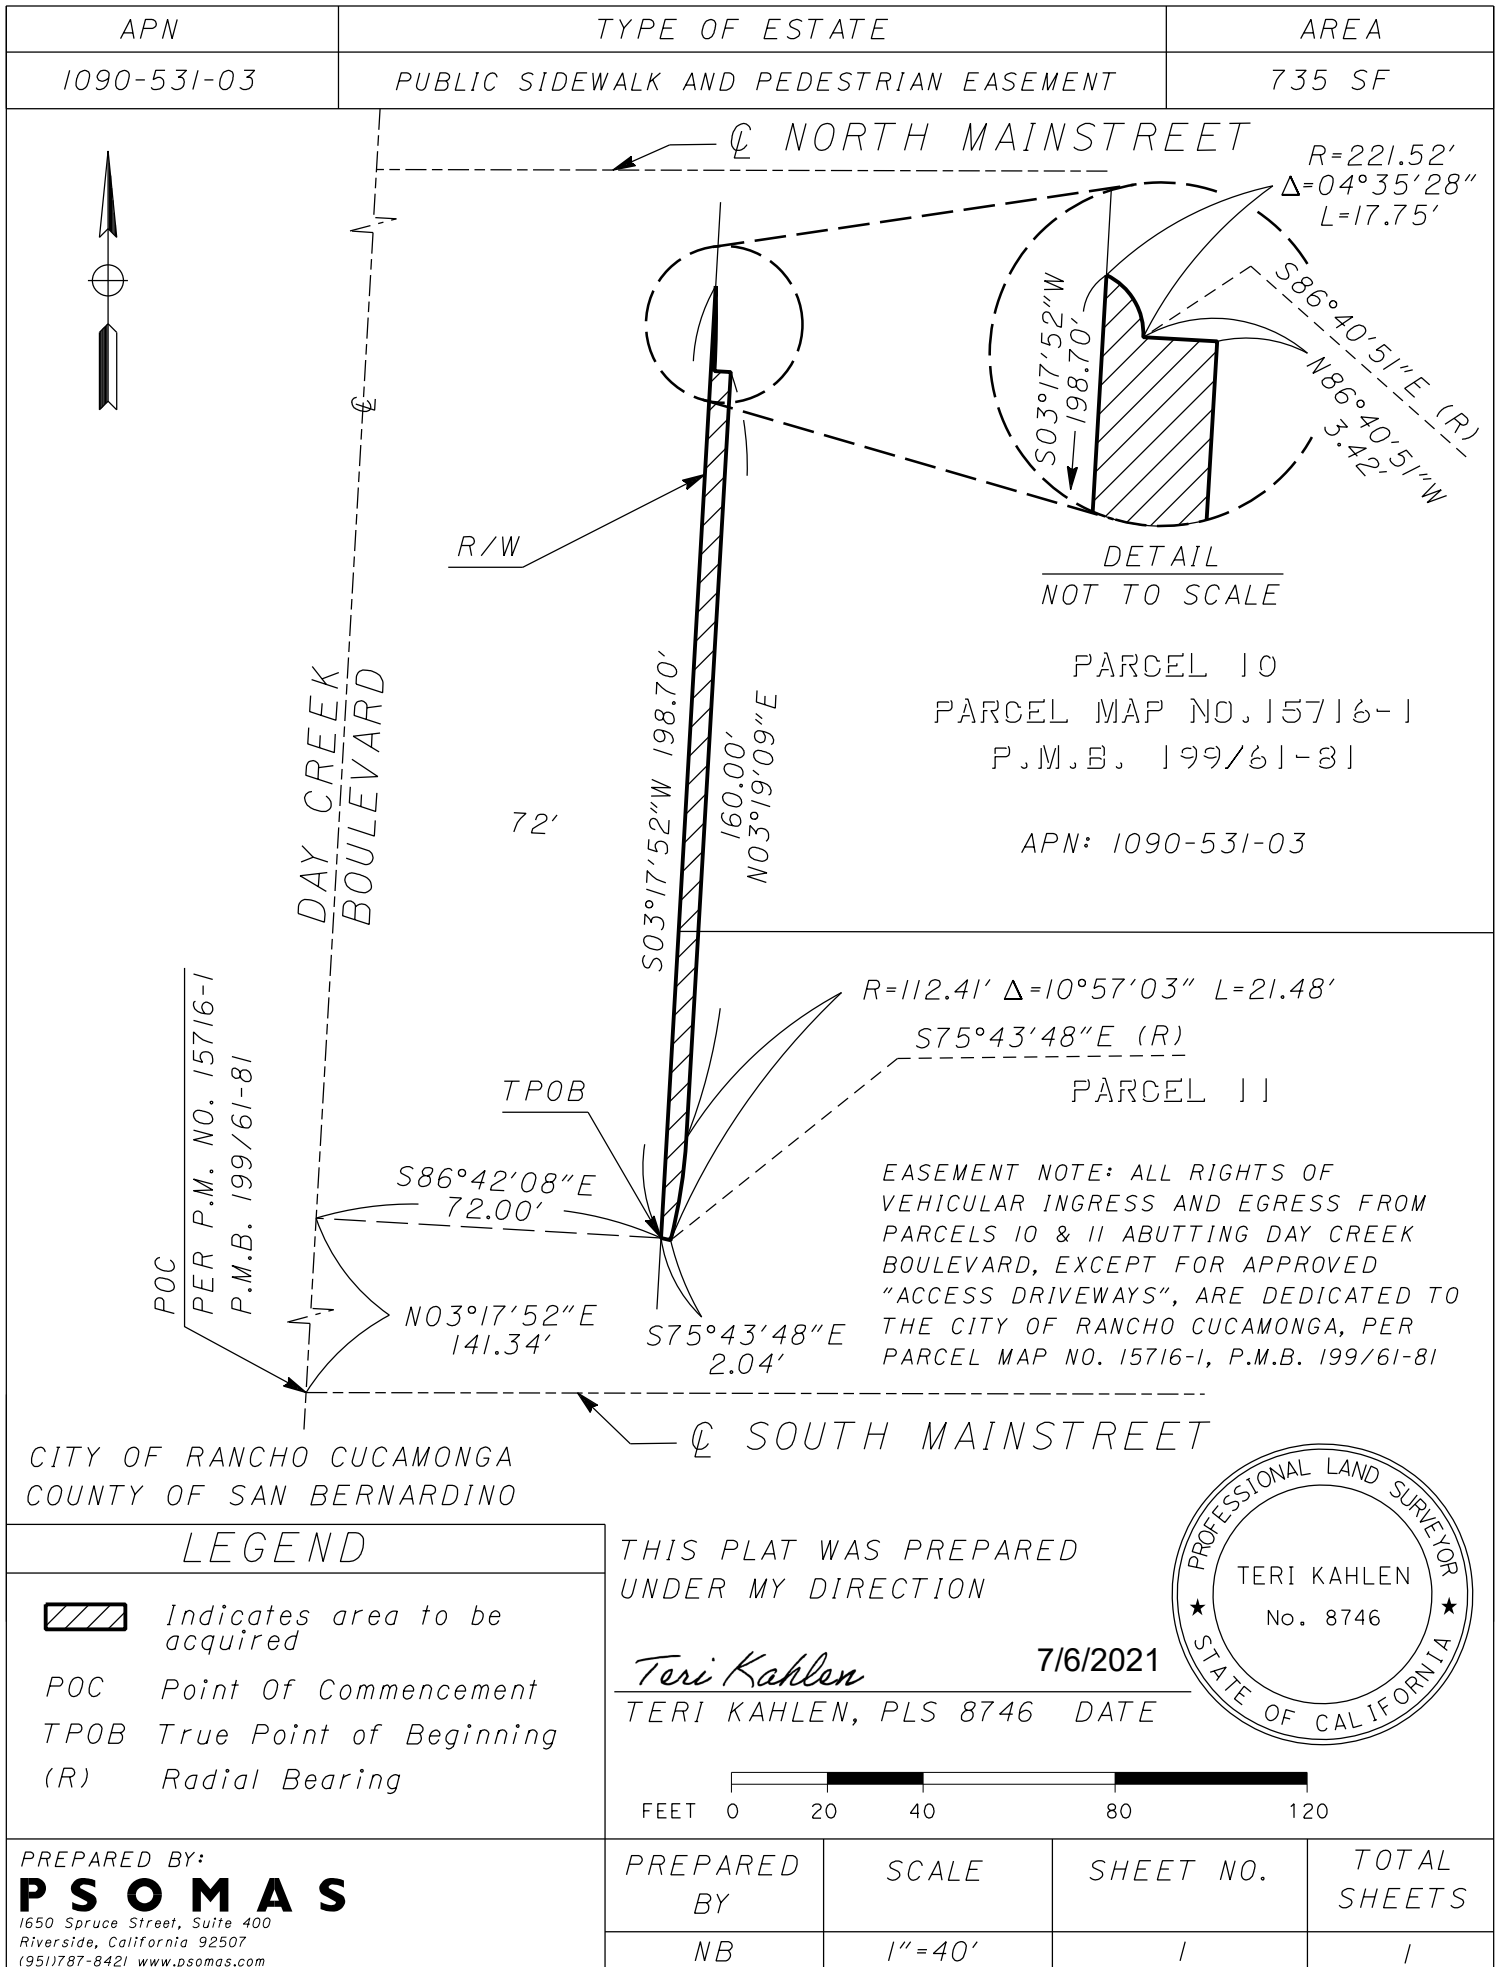 APN TYPE OF ESTATE AREA
1090-531-03 PUBLIC SIDEWALK AND PEDESTRIAN EASEMENT 735 SF
℄ NORTH MAINSTREET
R=221.52'
Δ=04°35'28"
L=17.75'
S86°40'51"E (R)
N86°40'51"W
3.42'
S03°17'52"W
198.70'
℄
R/W
DETAIL
NOT TO SCALE
PARCEL 10
PARCEL MAP NO. 15716-1
P.M.B. 199/61-81
APN: 1090-531-03
DAY CREEK
BOULEVARD
72'
S03°17'52"W 198.70'
160.00'
N03°19'09"E
R=112.41' Δ=10°57'03" L=21.48'
S75°43'48"E (R)
PARCEL 11
TPOB
POC
PER P.M. NO. 15716-1
P.M.B. 199/61-81
S86°42'08"E
72.00'
N03°17'52"E
141.34'
S75°43'48"E
2.04'
EASEMENT NOTE: ALL RIGHTS OF
VEHICULAR INGRESS AND EGRESS FROM
PARCELS 10 & 11 ABUTTING DAY CREEK
BOULEVARD, EXCEPT FOR APPROVED
"ACCESS DRIVEWAYS", ARE DEDICATED TO
THE CITY OF RANCHO CUCAMONGA, PER
PARCEL MAP NO. 15716-1, P.M.B. 199/61-81
℄ SOUTH MAINSTREET
CITY OF RANCHO CUCAMONGA
COUNTY OF SAN BERNARDINO
LEGEND
Indicates area to be
acquired
POC Point Of Commencement
TPOB True Point of Beginning
(R) Radial Bearing
THIS PLAT WAS PREPARED
UNDER MY DIRECTION
Teri Kahlen 7/6/2021
TERI KAHLEN, PLS 8746 DATE
PROFESSIONAL LAND SURVEYOR
TERI KAHLEN
No. 8746
★ STATE OF CALIFORNIA ★
FEET 0 20 40 80 120
PREPARED BY:
PSOMAS
1650 Spruce Street, Suite 400
Riverside, California 92507
(951)787-8421 www.psomas.com
PREPARED
BY
SCALE
SHEET NO.
TOTAL
SHEETS
NB 1"=40' 1 1